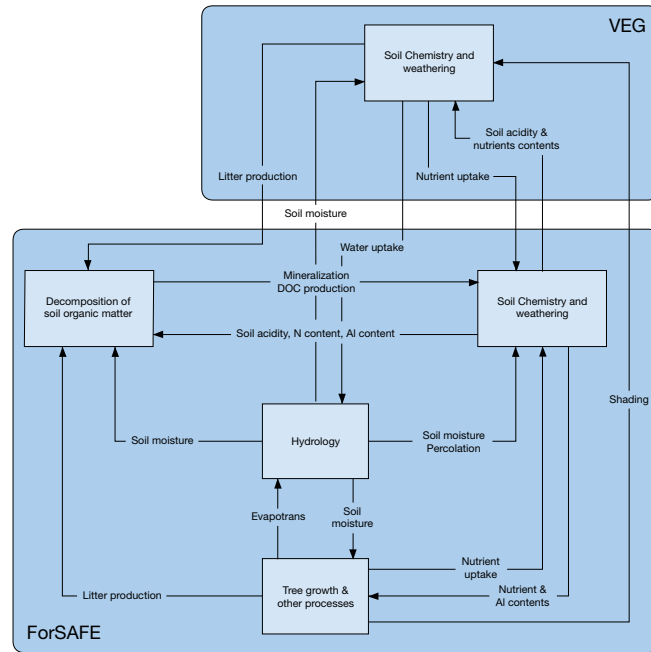 VEG
Soil Chemistry and
weathering
Soil acidity &
nutrients contents
Litter production
Nutrient uptake
Soil moisture
Water uptake
Decomposition of
soil organic matter
Mineralization
DOC production
Soil Chemistry and
weathering
Soil acidity, N content, Al content
Shading
Soil moisture
Hydrology
Soil moisture
Percolation
Evapotrans
Soil
moisture
Litter production
Tree growth &
other processes
Nutrient
uptake
Nutrient &
Al contents
ForSAFE